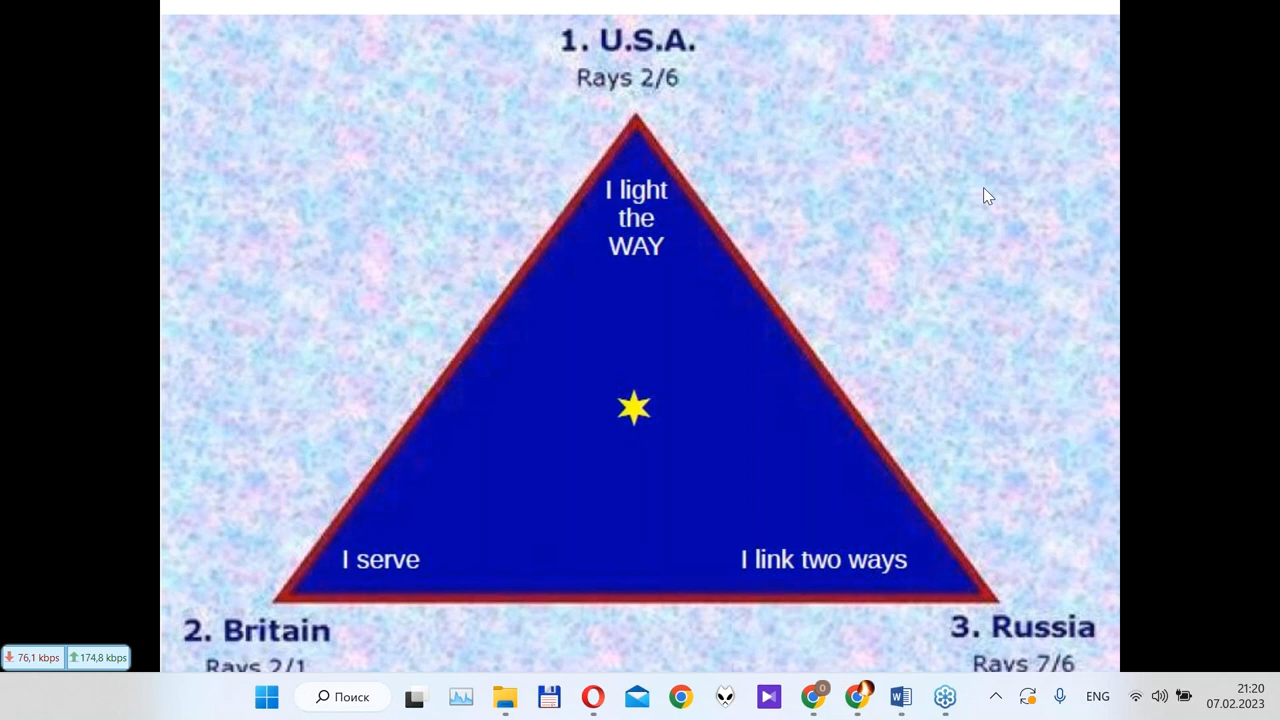 1. U.S.A.
Rays 2/6
I light
the
WAY
I serve
I link two ways
2. Britain
3. Russia
Rays 2/1
Rays 7/6
76,1 kbps
174,8 kbps
Поиск
0
ENG
21:20
07.02.2023